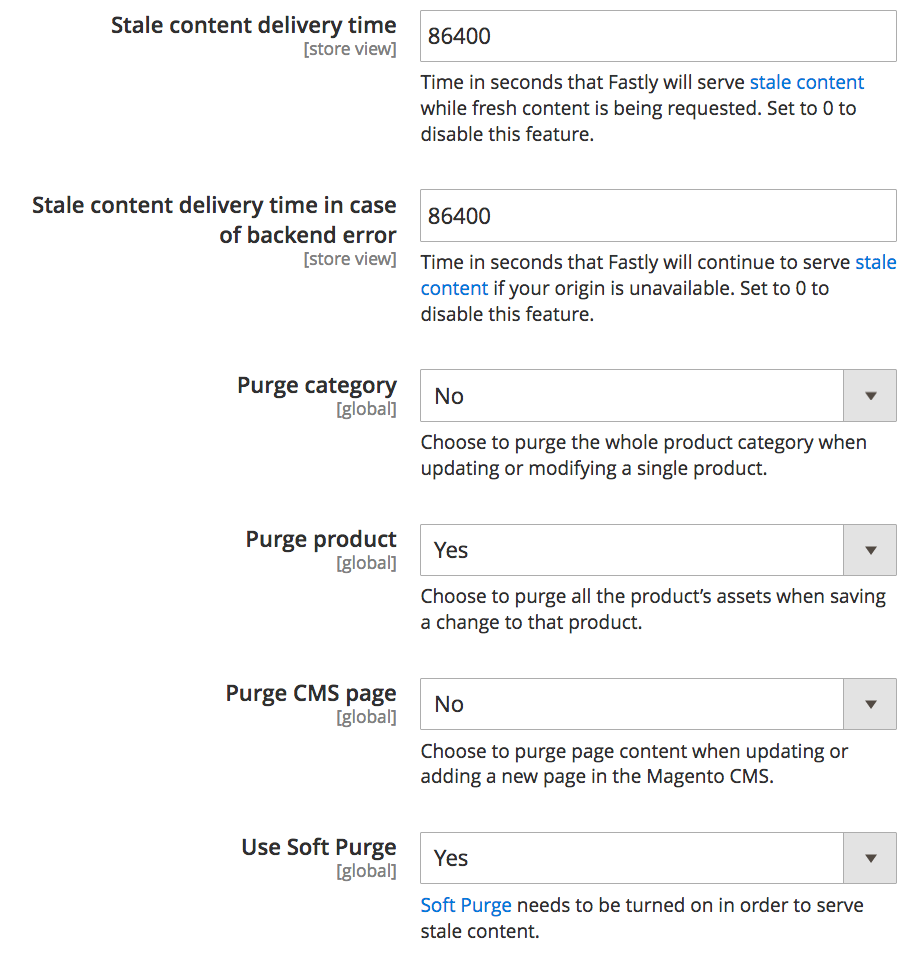 Stale content delivery time
[store view]
86400
Time in seconds that Fastly will serve stale content
while fresh content is being requested. Set to 0 to
disable this feature.
Stale content delivery time in case
of backend error
[store view]
86400
Time in seconds that Fastly will continue to serve stale
content if your origin is unavailable. Set to 0 to
disable this feature.
Purge category
[global]
No
Choose to purge the whole product category when
updating or modifying a single product.
Purge product
[global]
Yes
Choose to purge all the product’s assets when saving
a change to that product.
Purge CMS page
[global]
No
Choose to purge page content when updating or
adding a new page in the Magento CMS.
Use Soft Purge
[global]
Yes
Soft Purge needs to be turned on in order to serve
stale content.